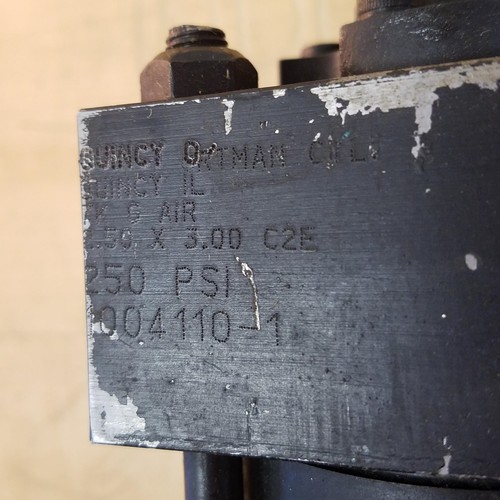 QUINCY ORTMAN CYL.
QUINCY IL
G AIR
X 3.00 C2E
250 PSI
004110-1